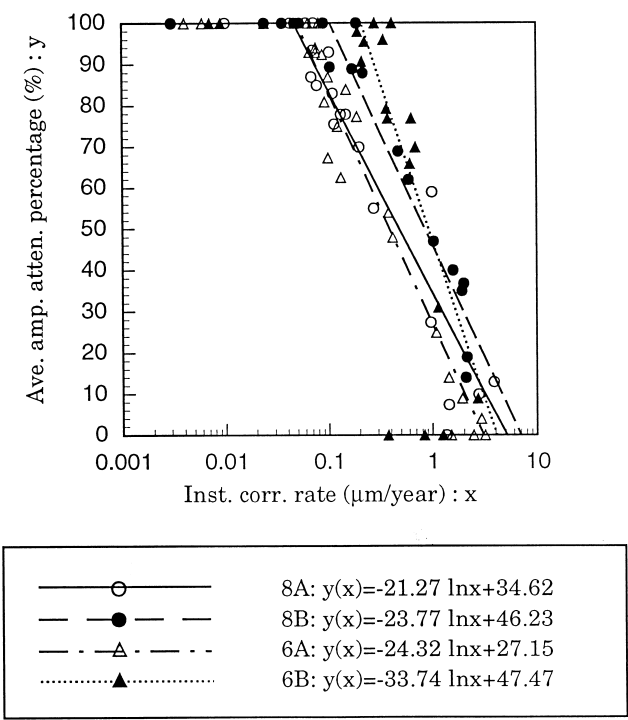 Ave. amp. atten. percentage (%) : y
100
90
80
70
60
50
40
30
20
10
0
0.001 0.01 0.1 1 10
Inst. corr. rate (μm/year) : x
8A: y(x)=-21.27 lnx+34.62
8B: y(x)=-23.77 lnx+46.23
6A: y(x)=-24.32 lnx+27.15
6B: y(x)=-33.74 lnx+47.47